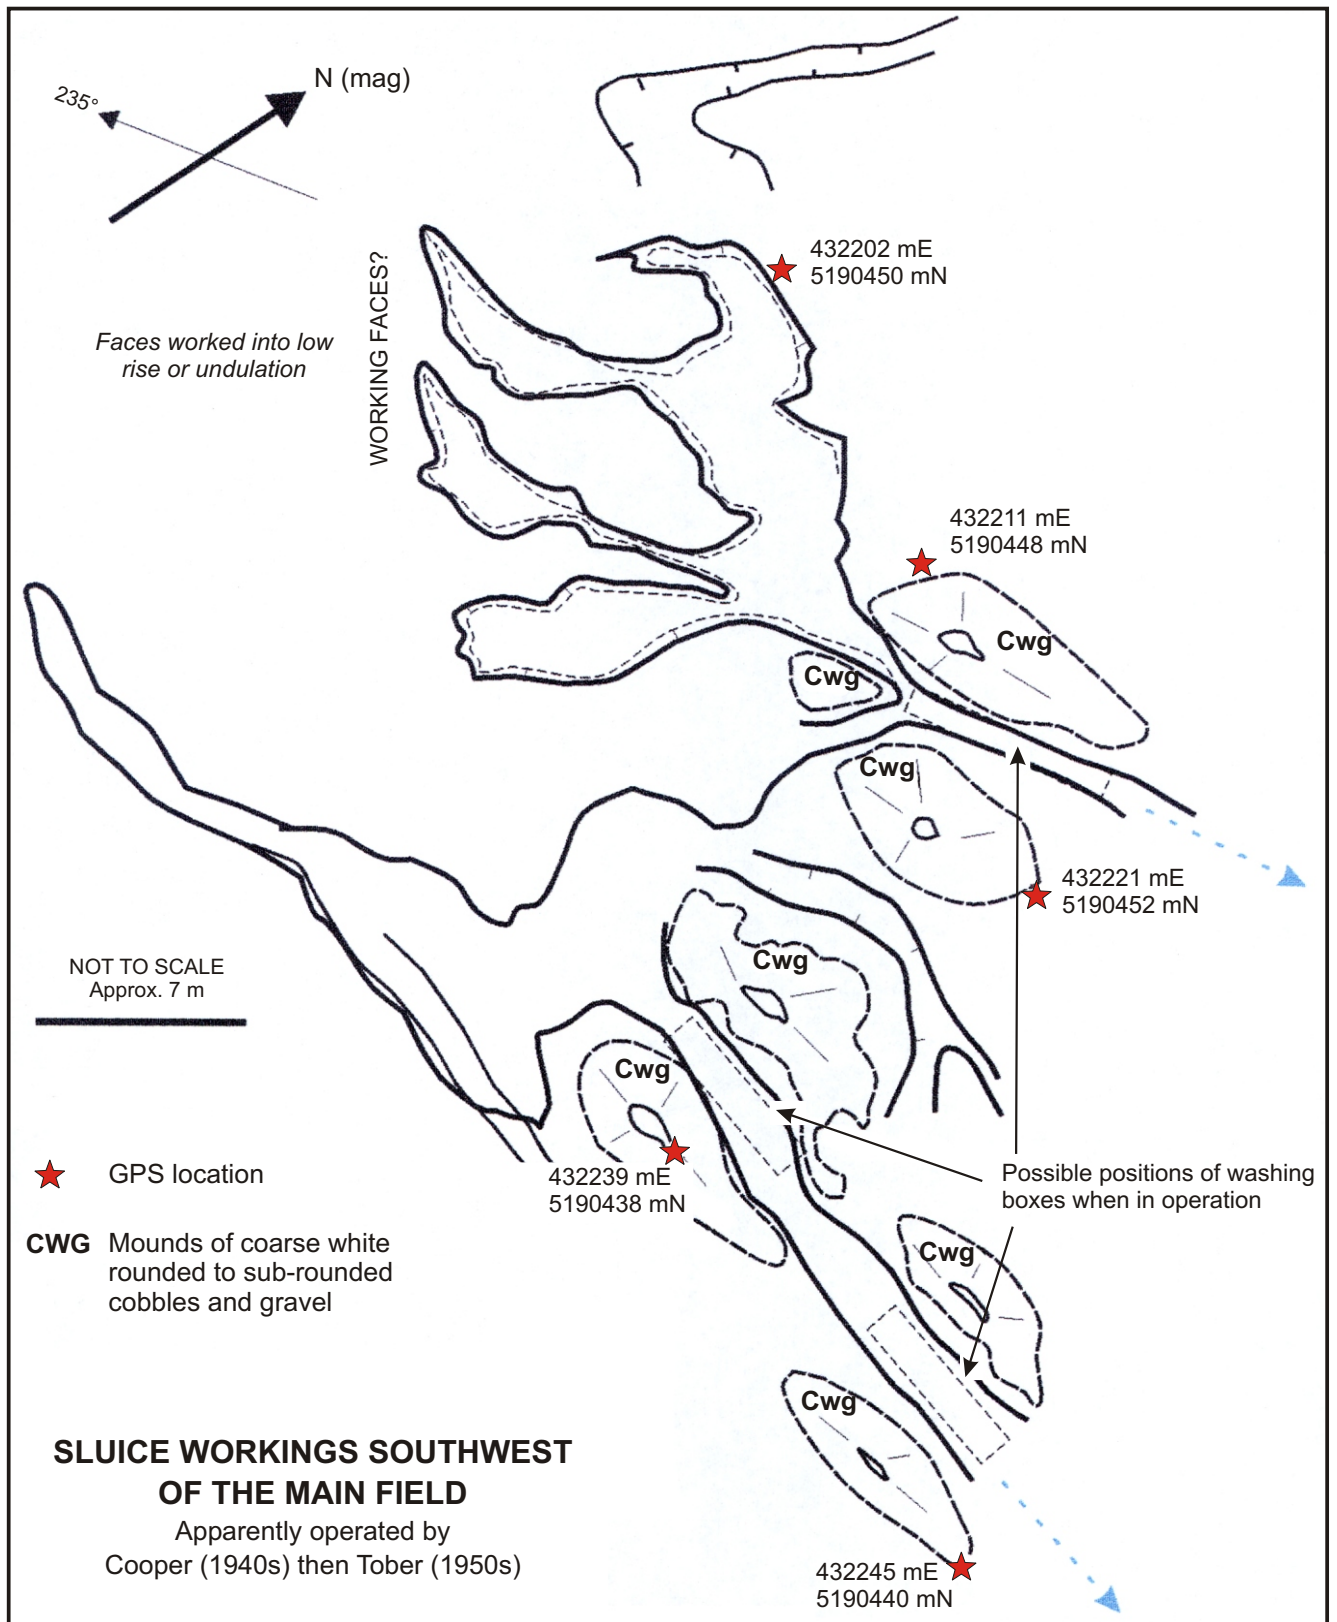 N (mag)
235°
432202 mE
5190450 mN
WORKING FACES?
Faces worked into low
rise or undulation
432211 mE
5190448 mN
Cwg
Cwg
Cwg
432221 mE
5190452 mN
Cwg
NOT TO SCALE
Approx. 7 m
Cwg
GPS location
432239 mE
5190438 mN
Possible positions of washing
boxes when in operation
CWG Mounds of coarse white
rounded to sub-rounded
cobbles and gravel
Cwg
Cwg
SLUICE WORKINGS SOUTHWEST
OF THE MAIN FIELD
Apparently operated by
Cooper (1940s) then Tober (1950s)
432245 mE
5190440 mN